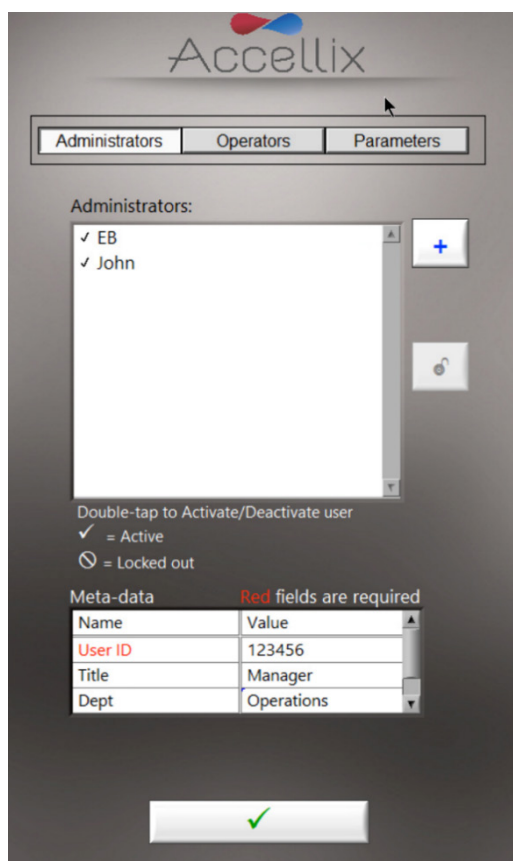 Accellix
Administrators Operators Parameters
Administrators:
✓ EB
✓ John
+
Double-tap to Activate/Deactivate user
✓ = Active
🛇 = Locked out
Meta-data Red fields are required
Name Value
User ID 123456
Title Manager
Dept Operations